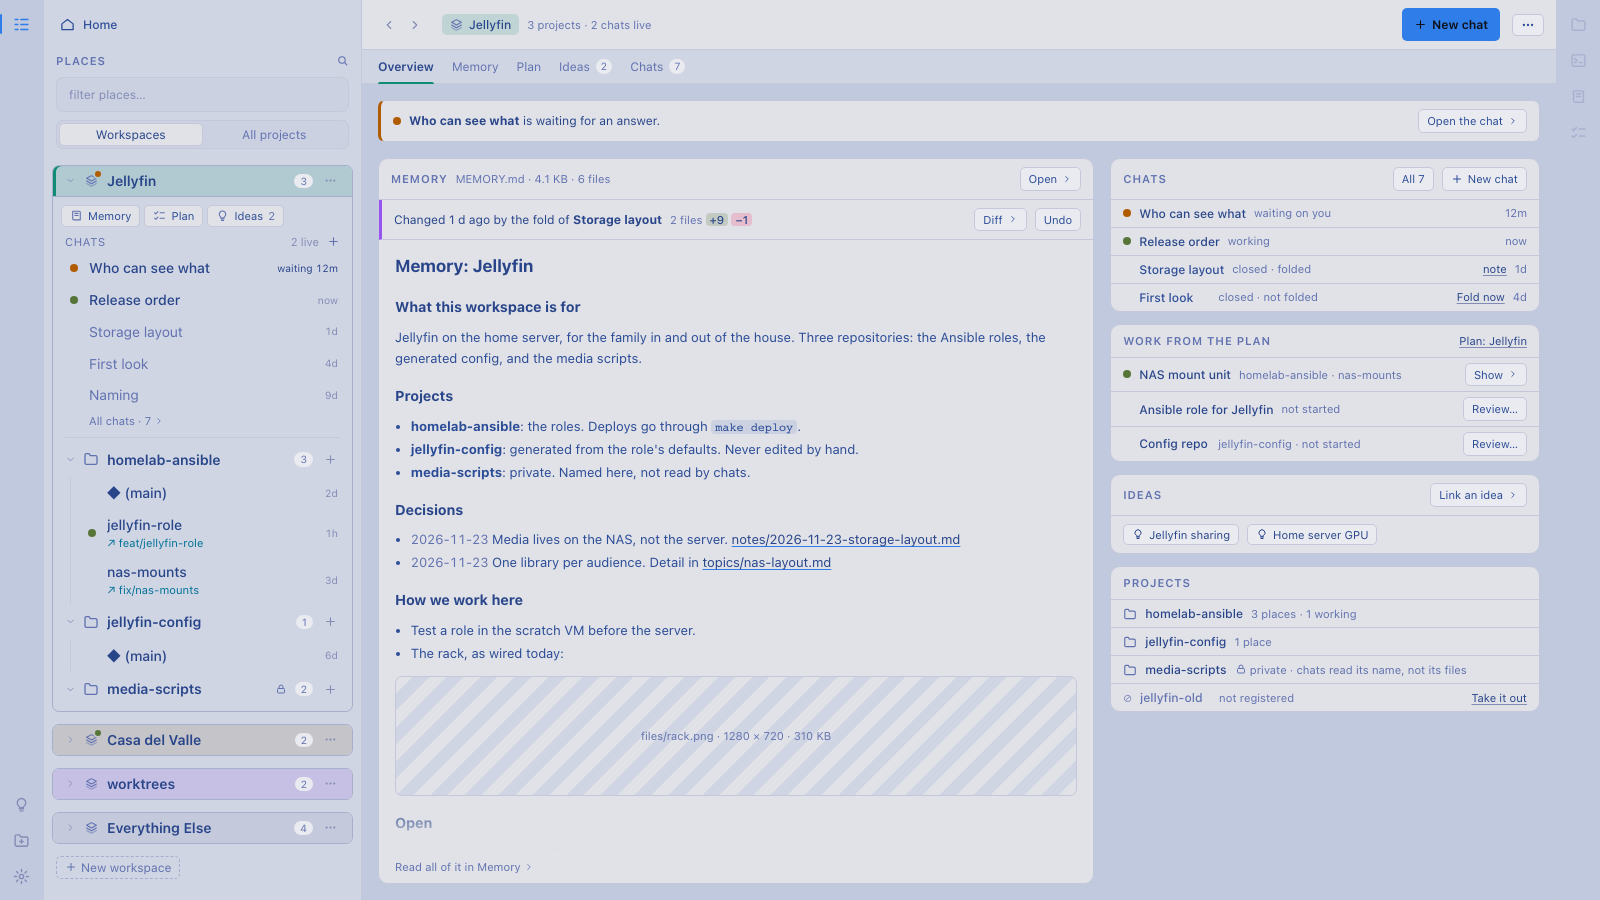 Home
PLACES
filter places...
Workspaces
All projects
Jellyfin 3
Memory
Plan
Ideas 2
CHATS 2 live
Who can see what waiting 12m
Release order now
Storage layout 1d
First look 4d
Naming 9d
All chats · 7
homelab-ansible 3
(main) 2d
jellyfin-role 1h
↗ feat/jellyfin-role
nas-mounts 3d
↗ fix/nas-mounts
jellyfin-config 1
(main) 6d
media-scripts 2
Casa del Valle 2
worktrees 2
Everything Else 4
+ New workspace
Jellyfin 3 projects · 2 chats live
+ New chat
Overview
Memory
Plan
Ideas 2
Chats 7
Who can see what is waiting for an answer.
Open the chat
MEMORY MEMORY.md · 4.1 KB · 6 files
Open
Changed 1 d ago by the fold of Storage layout 2 files +9 −1
Diff
Undo
Memory: Jellyfin
What this workspace is for
Jellyfin on the home server, for the family in and out of the house. Three repositories: the Ansible roles, the
generated config, and the media scripts.
Projects
• homelab-ansible: the roles. Deploys go through make deploy.
• jellyfin-config: generated from the role's defaults. Never edited by hand.
• media-scripts: private. Named here, not read by chats.
Decisions
• 2026-11-23 Media lives on the NAS, not the server. notes/2026-11-23-storage-layout.md
• 2026-11-23 One library per audience. Detail in topics/nas-layout.md
How we work here
• Test a role in the scratch VM before the server.
• The rack, as wired today:
files/rack.png · 1280 × 720 · 310 KB
Open
Read all of it in Memory
CHATS
All 7
+ New chat
Who can see what waiting on you 12m
Release order working now
Storage layout closed · folded note 1d
First look closed · not folded Fold now 4d
WORK FROM THE PLAN Plan: Jellyfin
NAS mount unit homelab-ansible · nas-mounts Show
Ansible role for Jellyfin not started Review...
Config repo jellyfin-config · not started Review...
IDEAS
Link an idea
Jellyfin sharing
Home server GPU
PROJECTS
homelab-ansible 3 places · 1 working
jellyfin-config 1 place
media-scripts private · chats read its name, not its files
jellyfin-old not registered Take it out